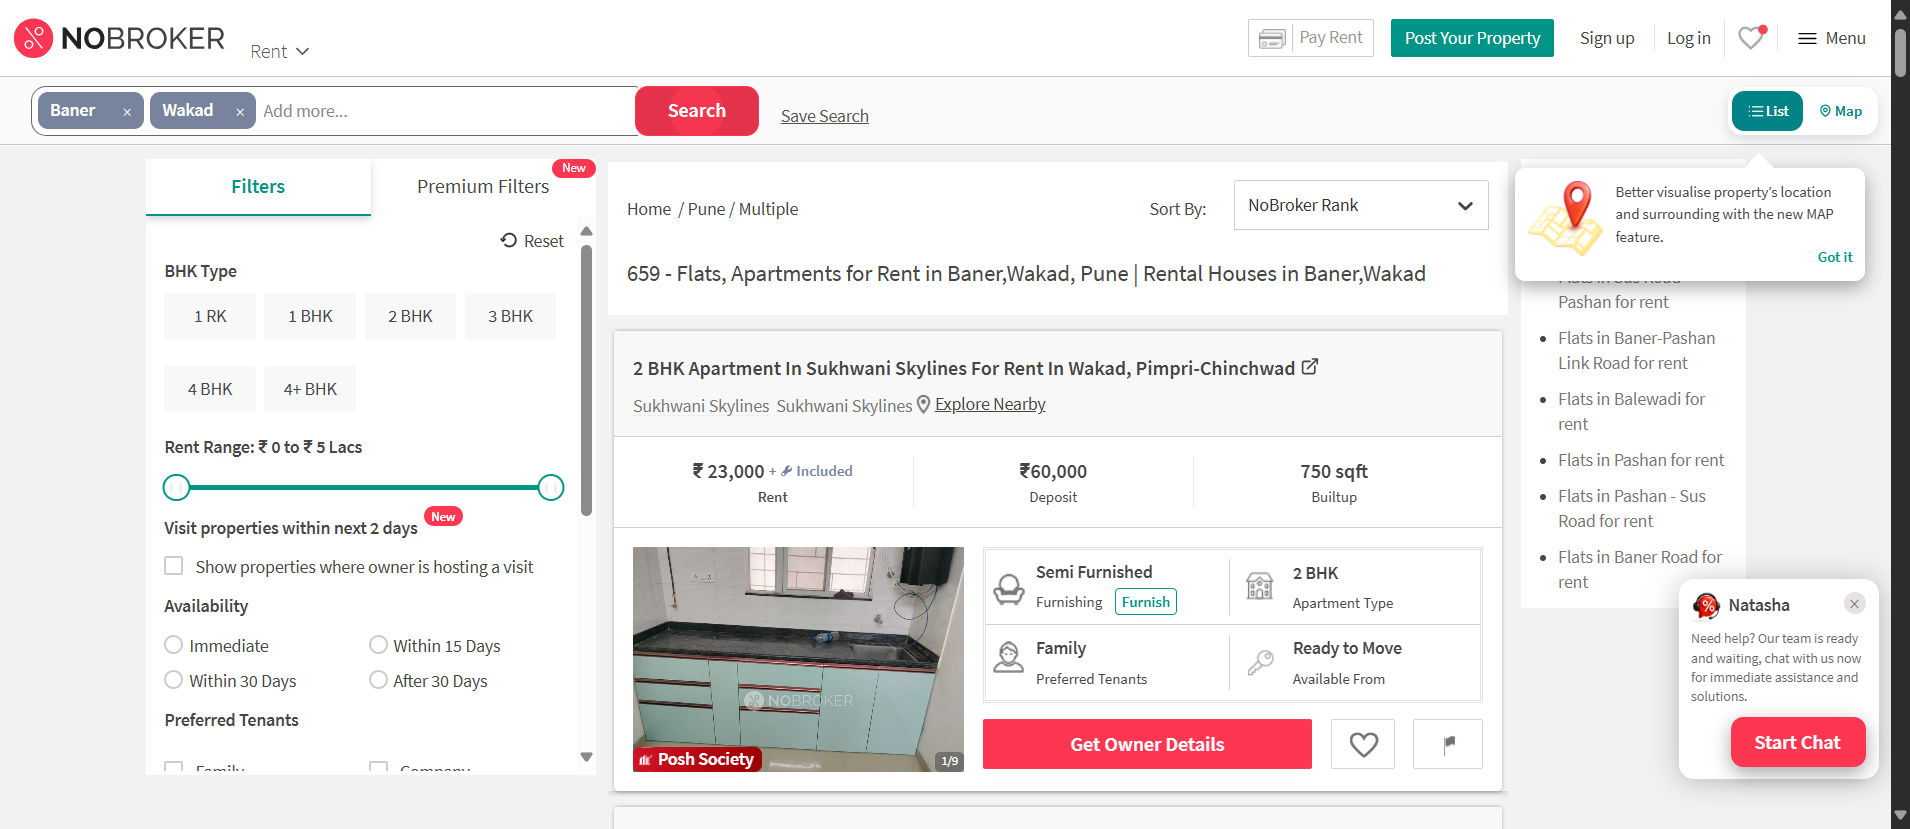 NOBROKER
Rent
Pay Rent
Post Your Property
Sign up
Log in
Menu
Baner ×
Wakad ×
Add more...
Search
Save Search
List
Map
Filters
Premium Filters
New
Reset
BHK Type
1 RK
1 BHK
2 BHK
3 BHK
4 BHK
4+ BHK
Rent Range: ₹ 0 to ₹ 5 Lacs
Visit properties within next 2 days
New
Show properties where owner is hosting a visit
Availability
Immediate
Within 15 Days
Within 30 Days
After 30 Days
Preferred Tenants
Family
Company
Home / Pune / Multiple
Sort By:
NoBroker Rank
659 - Flats, Apartments for Rent in Baner,Wakad, Pune | Rental Houses in Baner,Wakad
2 BHK Apartment In Sukhwani Skylines For Rent In Wakad, Pimpri-Chinchwad
Sukhwani Skylines Sukhwani Skylines
Explore Nearby
₹ 23,000 + Included
Rent
₹60,000
Deposit
750 sqft
Builtup
NOBROKER
Posh Society
1/9
Semi Furnished
Furnishing
Furnish
2 BHK
Apartment Type
Family
Preferred Tenants
Ready to Move
Available From
Get Owner Details
Better visualise property's location
and surrounding with the new MAP
feature.
Got it
Flats in Sus Road
Pashan for rent
Flats in Baner-Pashan
Link Road for rent
Flats in Balewadi for
rent
Flats in Pashan for rent
Flats in Pashan - Sus
Road for rent
Flats in Baner Road for
rent
Natasha
Need help? Our team is ready
and waiting, chat with us now
for immediate assistance and
solutions.
Start Chat